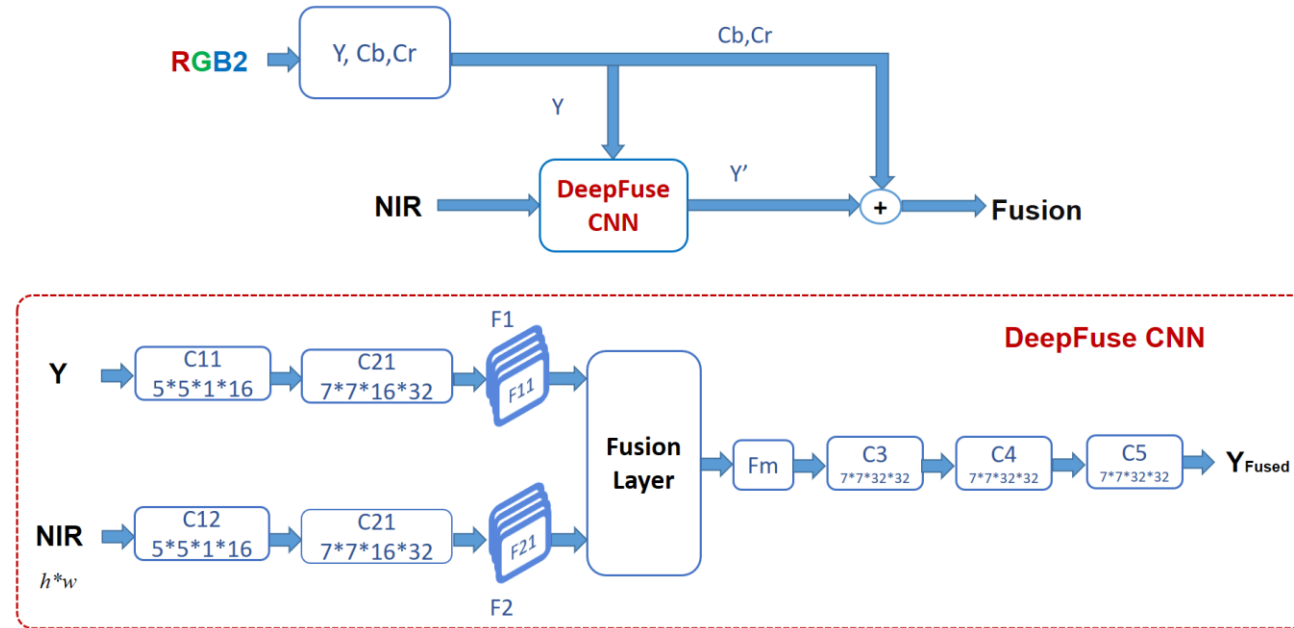 Cb,Cr
RGB2
Y, Cb,Cr
Y
Y’
NIR
DeepFuse
CNN
+
Fusion
DeepFuse CNN
F1
Y
C11
5*5*1*16
C21
7*7*16*32
F11
Fusion
Layer
Fm
C3
7*7*32*32
C4
7*7*32*32
C5
7*7*32*32
YFused
NIR
h*w
C12
5*5*1*16
C21
7*7*16*32
F21
F2